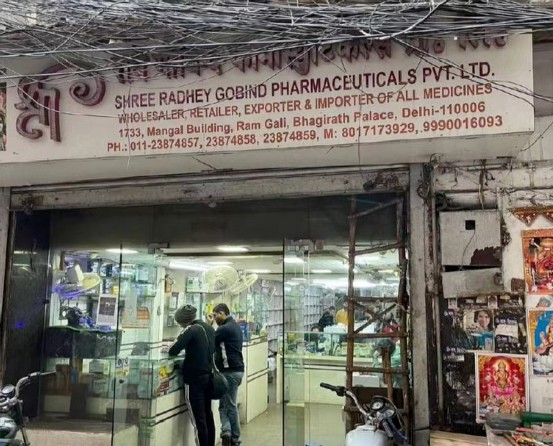 श्री
SHREE RADHEY GOBIND PHARMACEUTICALS PVT. LTD.
WHOLESALER, RETAILER, EXPORTER & IMPORTER OF ALL MEDICINES
1733, Mangal Building, Ram Gali, Bhagirath Palace, Delhi-110006
PH.: 011-23874857, 23874858, 23874859, M: 8017173929, 9990016093